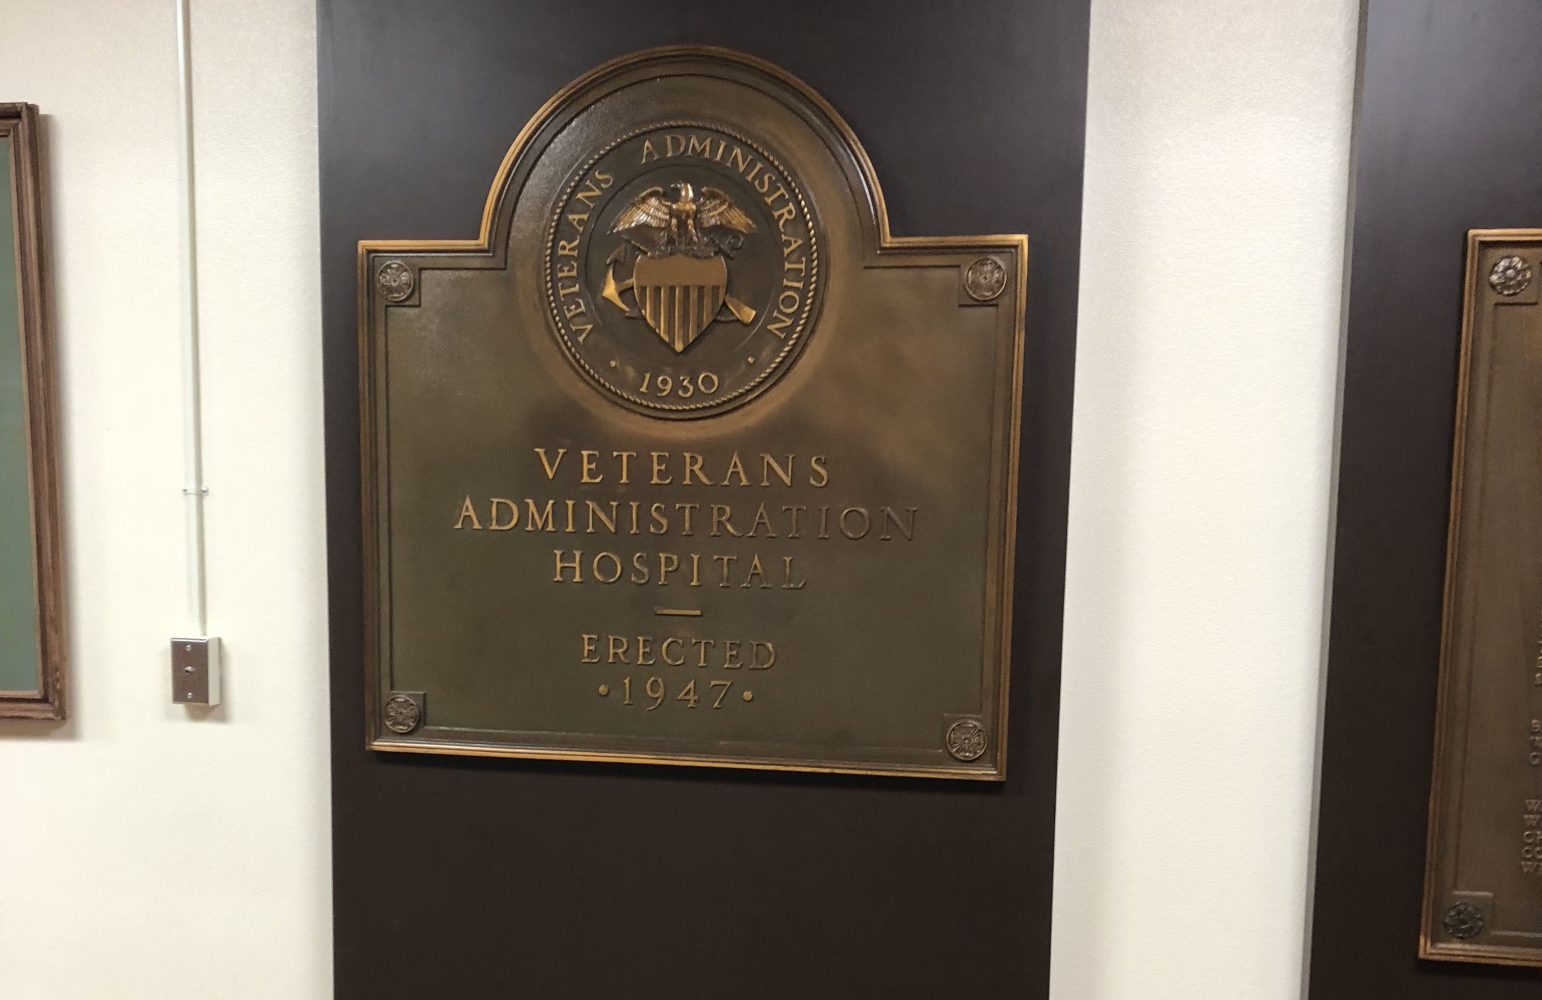 VETERANS ADMINISTRATION
· 1930 ·
VETERANS
ADMINISTRATION
HOSPITAL
ERECTED
·1947·